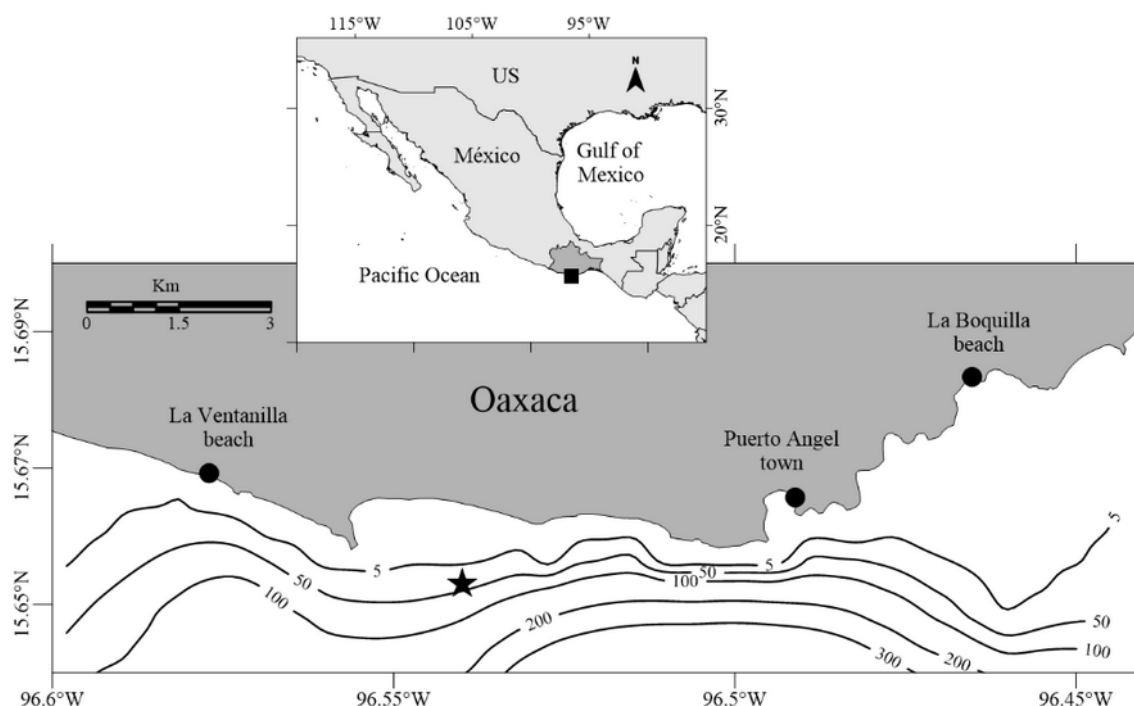 115°W
105°W
95°W
N
US
30°N
México
Gulf of
Mexico
20°N
Pacific Ocean
Km
0
1.5
3
15.69°N
La Boquilla
beach
Oaxaca
La Ventanilla
beach
Puerto Angel
town
15.67°N
5
5
5
50
50
50
100
100
100
15.65°N
200
200
300
96.6°W
96.55°W
96.5°W
96.45°W